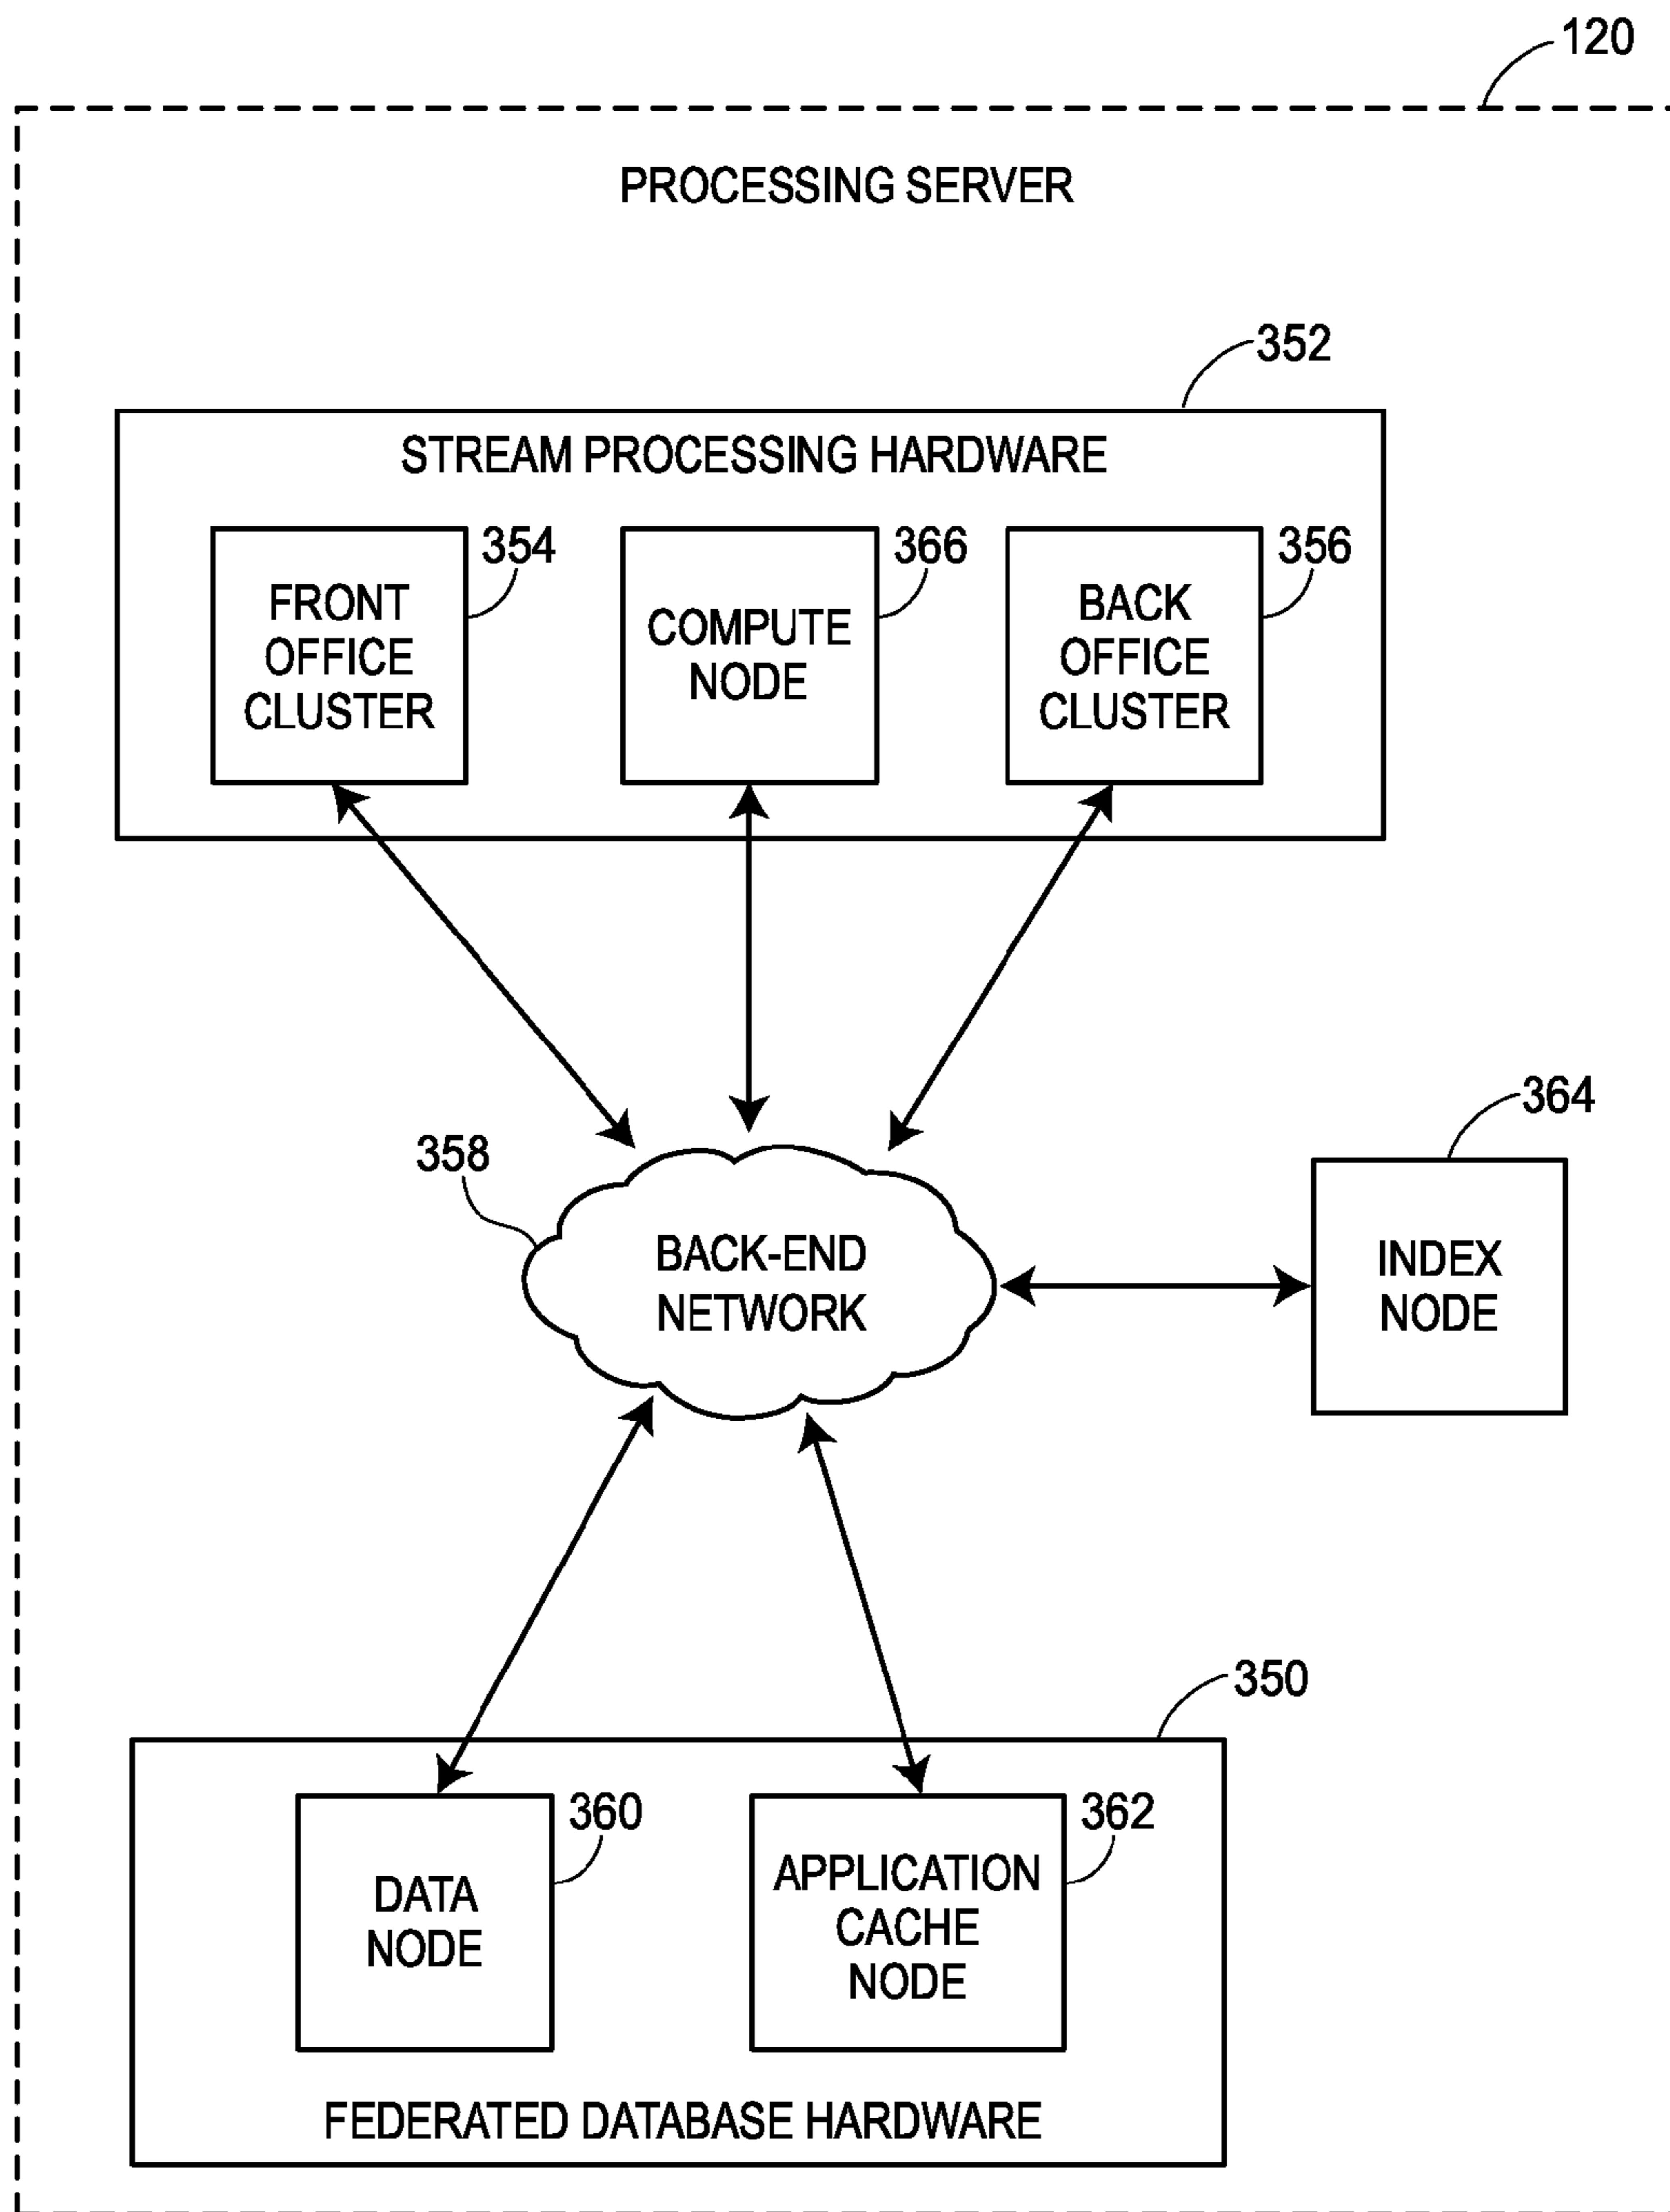 120
PROCESSING SERVER
352
STREAM PROCESSING HARDWARE
354
FRONT
OFFICE
CLUSTER
366
COMPUTE
NODE
356
BACK
OFFICE
CLUSTER
358
BACK-END
NETWORK
364
INDEX
NODE
350
360
DATA
NODE
362
APPLICATION
CACHE
NODE
FEDERATED DATABASE HARDWARE